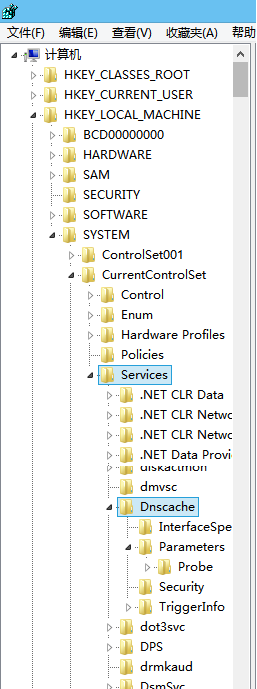 文件(F) 编辑(E) 查看(V) 收藏夹(A) 帮助
计算机
HKEY_CLASSES_ROOT
HKEY_CURRENT_USER
HKEY_LOCAL_MACHINE
BCD00000000
HARDWARE
SAM
SECURITY
SOFTWARE
SYSTEM
ControlSet001
CurrentControlSet
Control
Enum
Hardware Profiles
Policies
Services
.NET CLR Data
.NET CLR Netwo
.NET CLR Netwo
.NET Data Provid
diskactmon
dmvsc
Dnscache
InterfaceSpe
Parameters
Probe
Security
TriggerInfo
dot3svc
DPS
drmkaud
DsmSvc